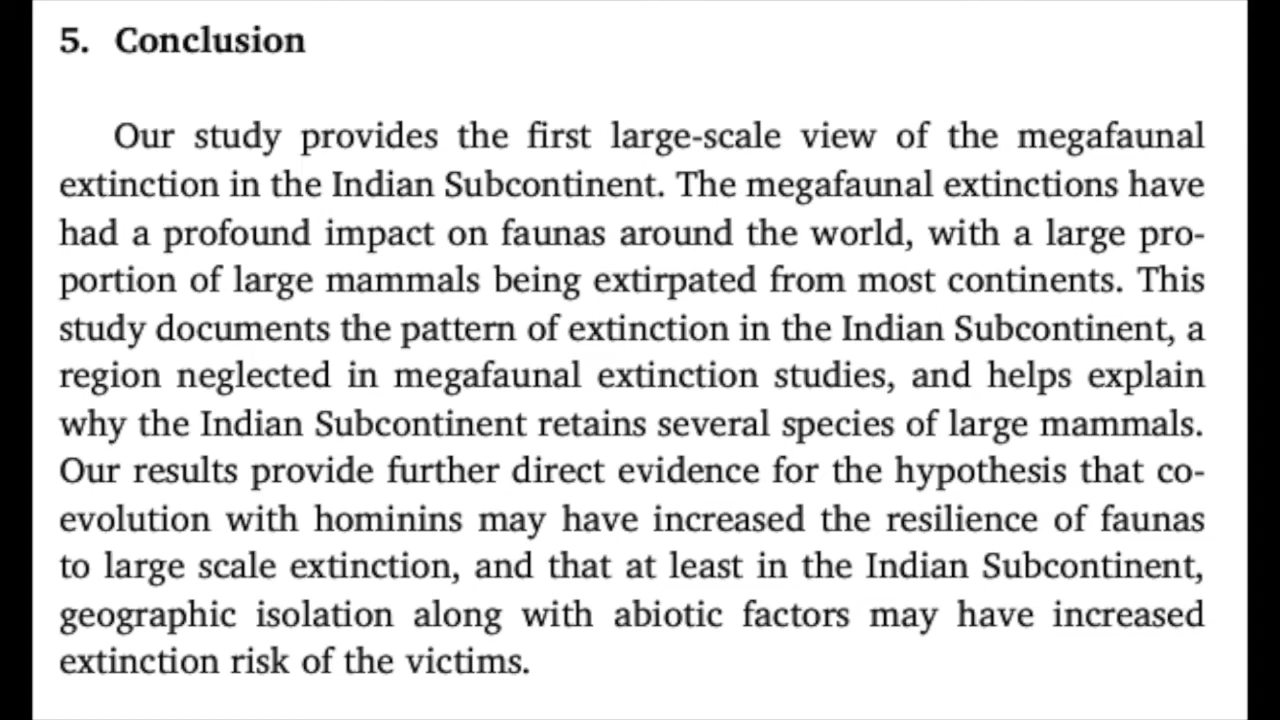 5. Conclusion
Our study provides the first large-scale view of the megafaunal
extinction in the Indian Subcontinent. The megafaunal extinctions have
had a profound impact on faunas around the world, with a large pro-
portion of large mammals being extirpated from most continents. This
study documents the pattern of extinction in the Indian Subcontinent, a
region neglected in megafaunal extinction studies, and helps explain
why the Indian Subcontinent retains several species of large mammals.
Our results provide further direct evidence for the hypothesis that co-
evolution with hominins may have increased the resilience of faunas
to large scale extinction, and that at least in the Indian Subcontinent,
geographic isolation along with abiotic factors may have increased
extinction risk of the victims.